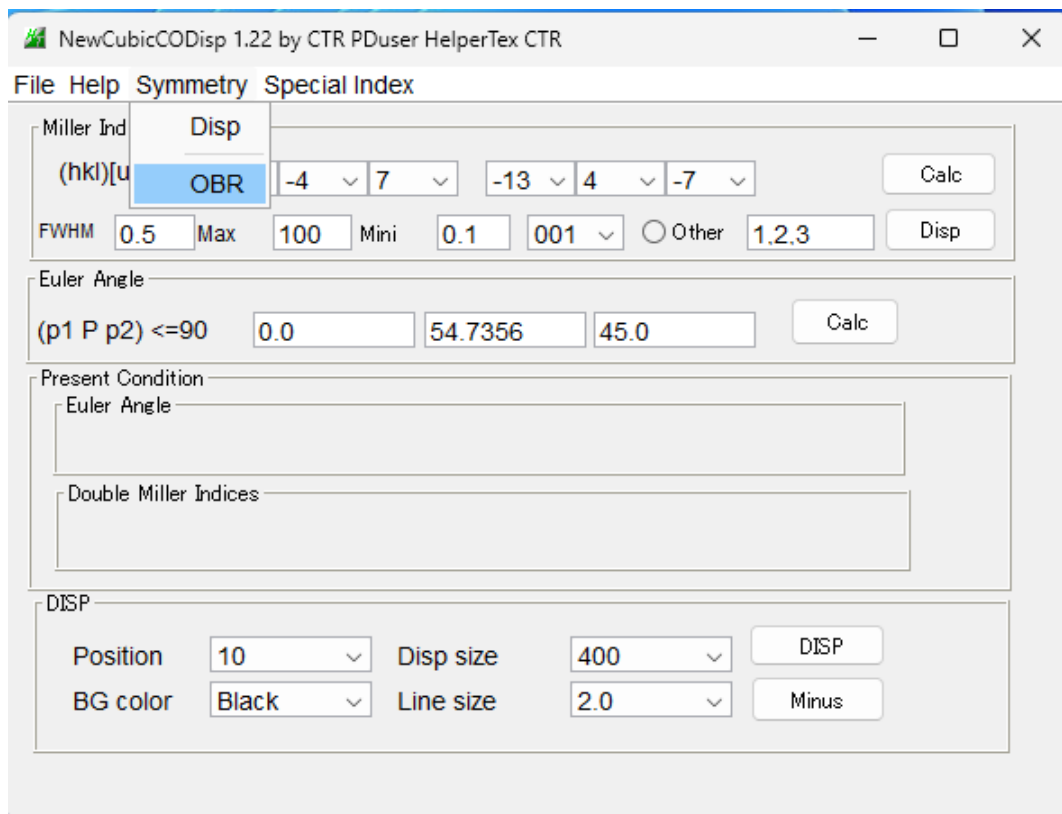 NewCubicCODisp 1.22 by CTR PDuser HelperTex CTR
File Help Symmetry Special Index
Disp
OBR
Miller Ind
(hkl)[u -4 7 -13 4 -7 Calc
FWHM 0.5 Max 100 Mini 0.1 001 Other 1,2,3 Disp
Euler Angle
(p1 P p2) <=90 0.0 54.7356 45.0 Calc
Present Condition
Euler Angle
Double Miller Indices
DISP
Position 10 Disp size 400 DISP
BG color Black Line size 2.0 Minus